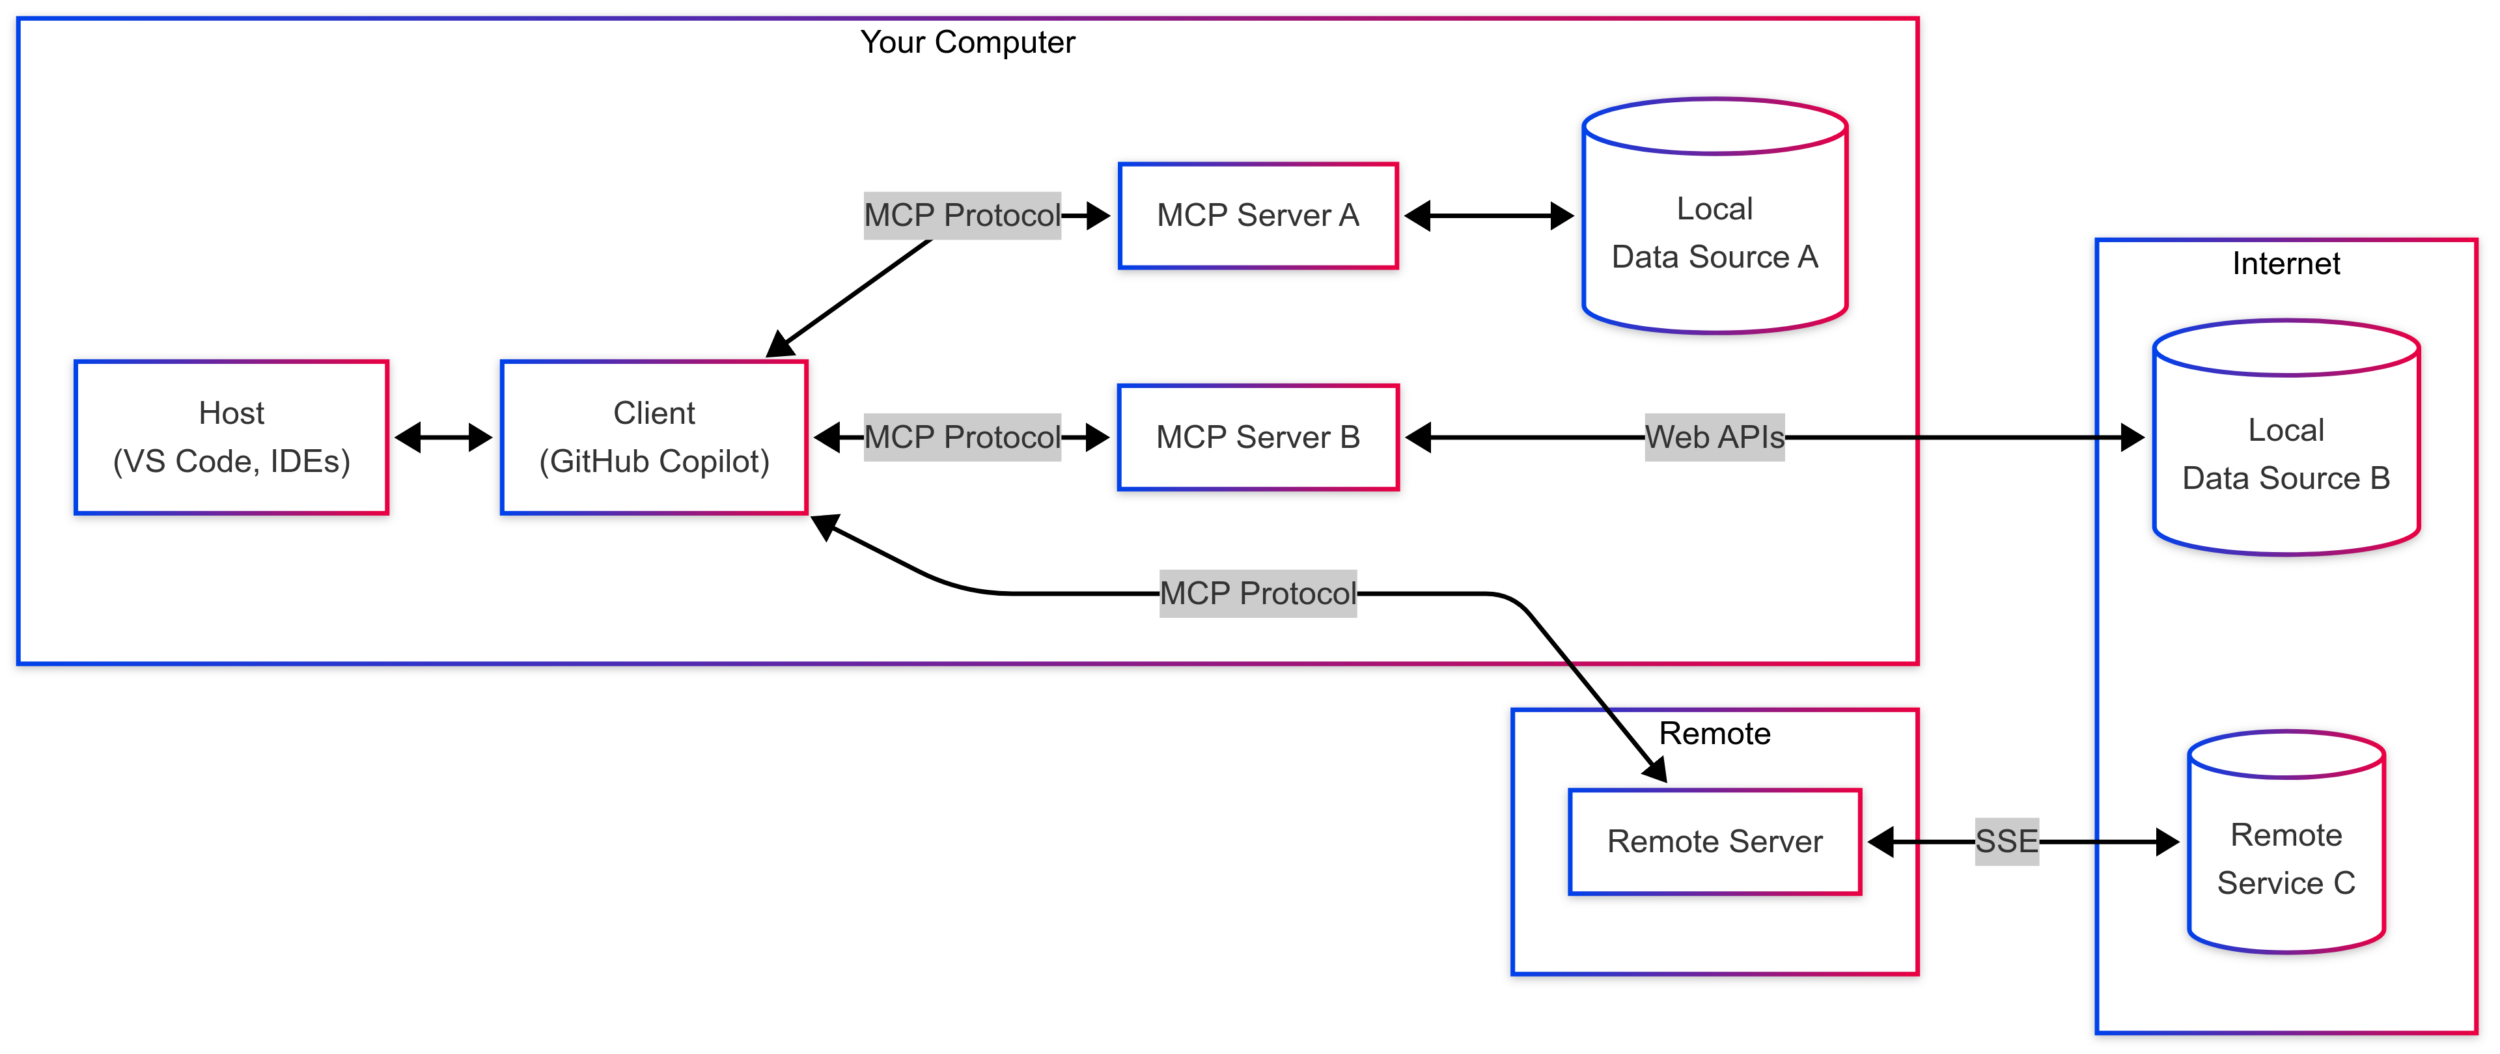 Your Computer
MCP Protocol
MCP Server A
Local
Data Source A
Internet
Host
(VS Code, IDEs)
Client
(GitHub Copilot)
MCP Protocol
MCP Server B
Web APIs
Local
Data Source B
MCP Protocol
Remote
Remote Server
SSE
Remote
Service C